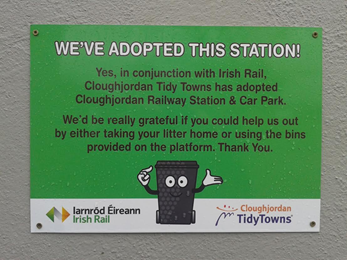 WE'VE ADOPTED THIS STATION!
Yes, in conjunction with Irish Rail,
Cloughjordan Tidy Towns has adopted
Cloughjordan Railway Station & Car Park.
We'd be really grateful if you could help us out
by either taking your litter home or using the bins
provided on the platform. Thank You.
Iarnród Éireann
Irish Rail
Cloughjordan
TidyTowns